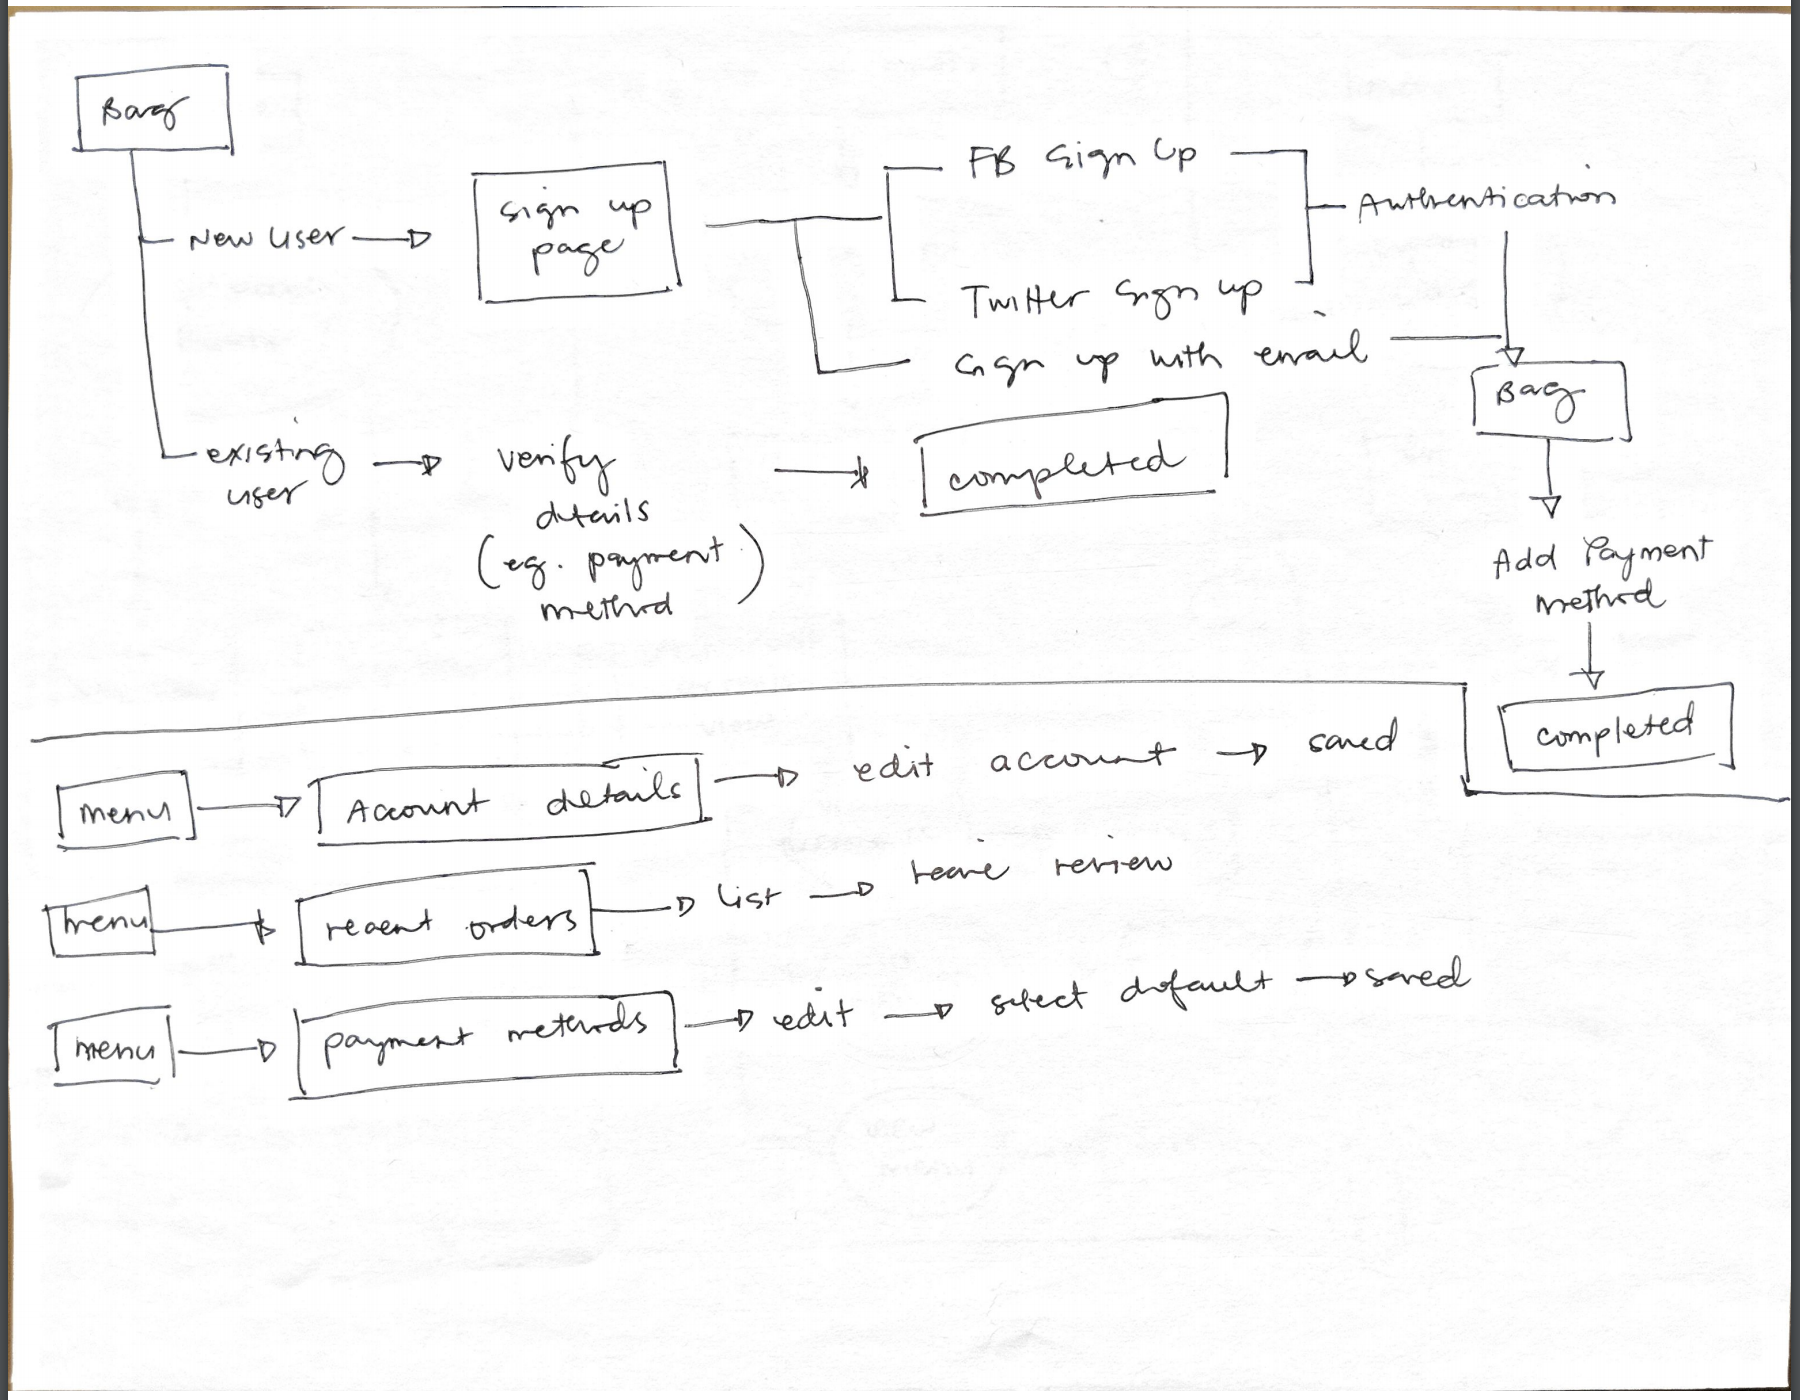 Bag
New User
sign up
page
FB Sign Up
Authentication
Twitter sign up
sign up with email
Bag
existing
user
verify
details
(eg. payment
method)
completed
Add Payment
method
completed
menu
Account details
edit account
saved
menu
recent orders
list
leave review
menu
payment methods
edit
select default
saved